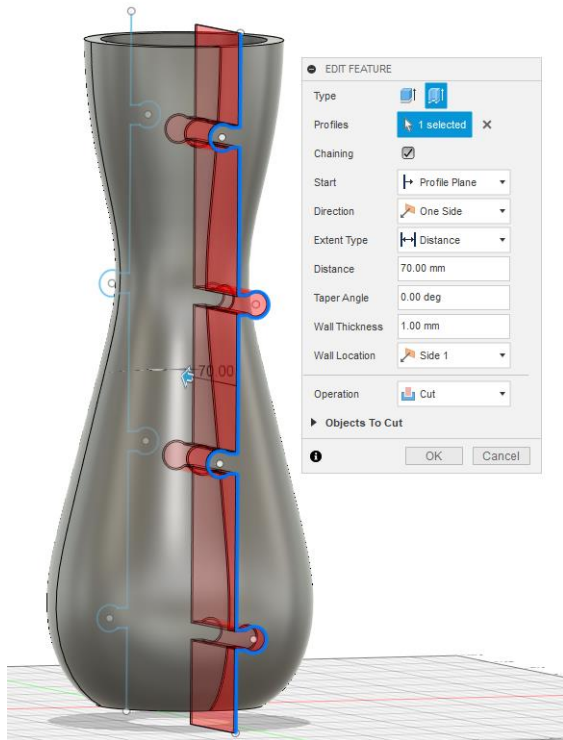 EDIT FEATURE
Type
Profiles 1 selected
Chaining
Start Profile Plane
Direction One Side
Extent Type Distance
Distance 70.00 mm
Taper Angle 0.00 deg
Wall Thickness 1.00 mm
Wall Location Side 1
Operation Cut
Objects To Cut
OK Cancel
70.00